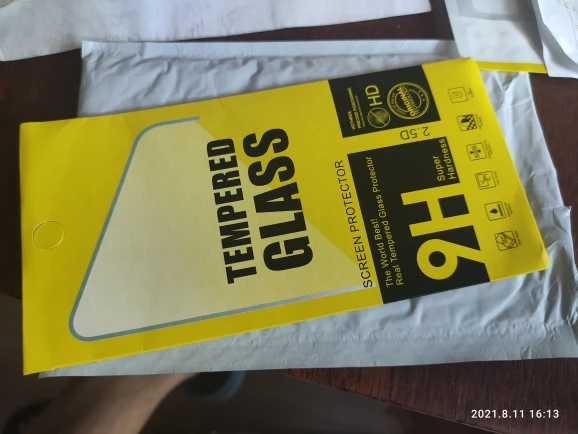 TEMPERED
GLASS
SCREEN PROTECTOR
The World Best!
Real Tempered Glass Protector
9H
Super
Hardness
2.5D
HD
ORIGINAL
2021.8.11 16:13